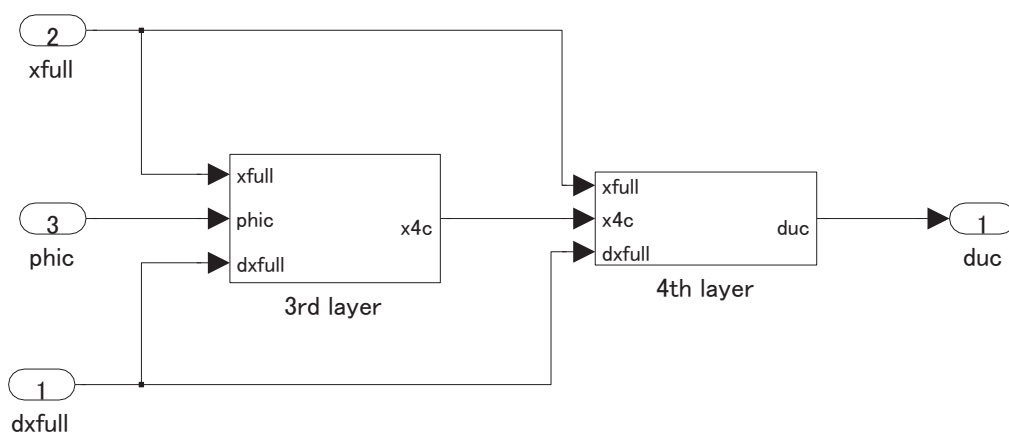 2
xfull
3
phic
1
dxfull
xfull
phic
dxfull
x4c
3rd layer
xfull
x4c
dxfull
duc
4th layer
1
duc